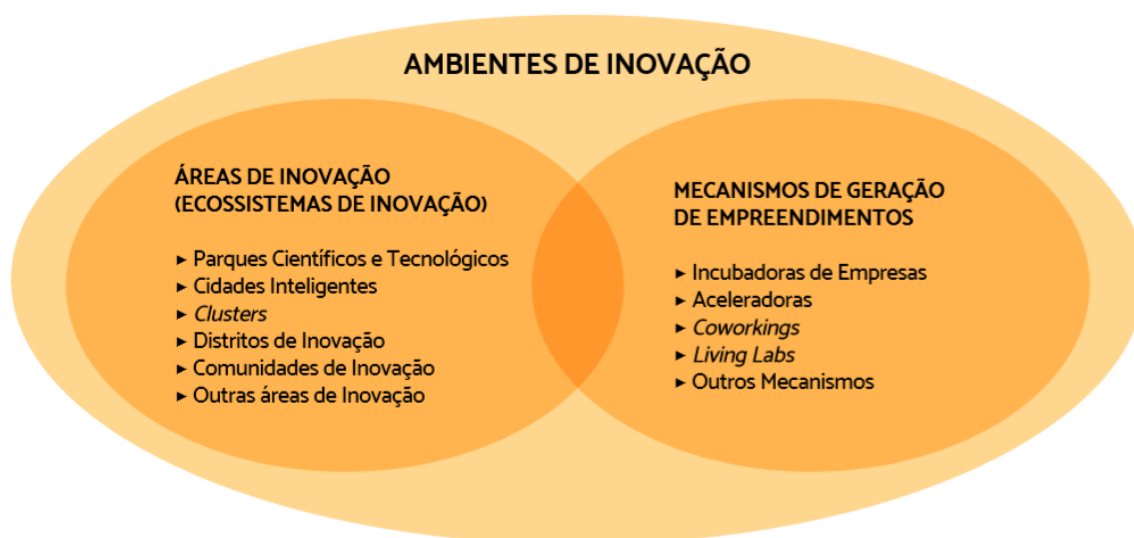 AMBIENTES DE INOVAÇÃO
ÁREAS DE INOVAÇÃO
(ECOSSISTEMAS DE INOVAÇÃO)
► Parques Científicos e Tecnológicos
► Cidades Inteligentes
► Clusters
► Distritos de Inovação
► Comunidades de Inovação
► Outras áreas de Inovação
MECANISMOS DE GERAÇÃO
DE EMPREENDIMENTOS
► Incubadoras de Empresas
► Aceleradoras
► Coworkings
► Living Labs
► Outros Mecanismos